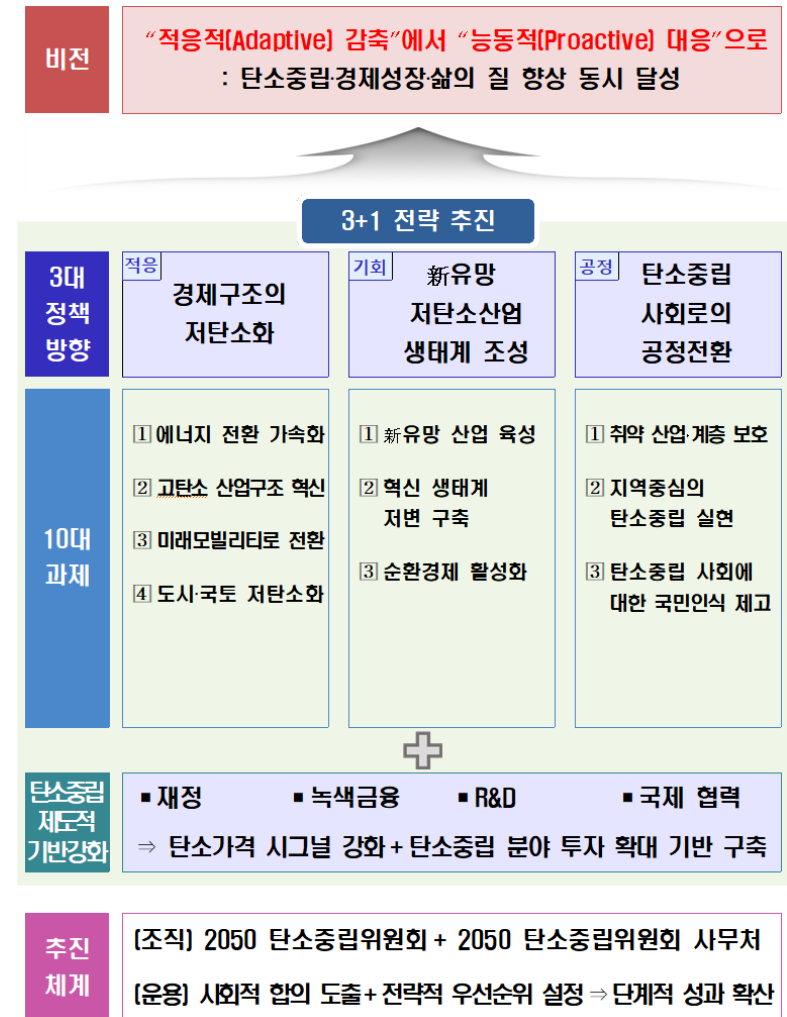 비전
“적응적(Adaptive) 감축”에서 “능동적(Proactive) 대응”으로
: 탄소중립·경제성장·삶의 질 향상 동시 달성
3+1 전략 추진
3대
정책
방향
적응
경제구조의
저탄소화
기회
新유망
저탄소산업
생태계 조성
공정
탄소중립
사회로의
공정전환
10대
과제
1 에너지 전환 가속화
2 고탄소 산업구조 혁신
3 미래모빌리티로 전환
4 도시·국토 저탄소화
1 新유망 산업 육성
2 혁신 생태계
저변 구축
3 순환경제 활성화
1 취약 산업·계층 보호
2 지역중심의
탄소중립 실현
3 탄소중립 사회에
대한 국민인식 제고
탄소중립
제도적
기반강화
▪재정 ▪녹색금융 ▪R&D ▪국제 협력
⇒ 탄소가격 시그널 강화+탄소중립 분야 투자 확대 기반 구축
추진
체계
(조직) 2050 탄소중립위원회+2050 탄소중립위원회 사무처
(운용) 사회적 합의 도출+전략적 우선순위 설정⇒단계적 성과 확산